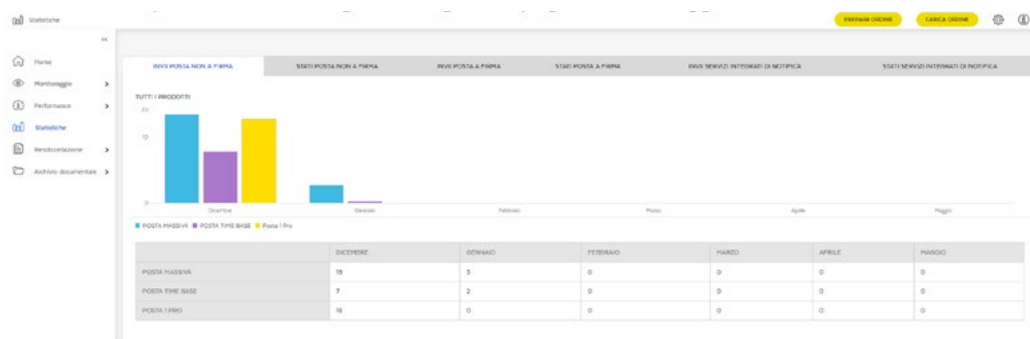 Statistiche
PREPARA ORDINE
CARICA ORDINE
<<
Home
Monitoraggio
Performance
Statistiche
Rendicontazione
Archivio documentale
INVII POSTA NON A FIRMA
STATI POSTA NON A FIRMA
INVII POSTA A FIRMA
STATI POSTA A FIRMA
INVII SERVIZI INTEGRATI DI NOTIFICA
STATI SERVIZI INTEGRATI DI NOTIFICA
TUTTI I PRODOTTI
20
10
0
Dicembre Gennaio Febbraio Marzo Aprile Maggio
POSTA MASSIVA POSTA TIME BASE Posta 1 Pro
DICEMBRE GENNAIO FEBBRAIO MARZO APRILE MAGGIO
POSTA MASSIVA 19 3 0 0 0 0
POSTA TIME BASE 7 2 0 0 0 0
POSTA 1 PRO 16 0 0 0 0 0